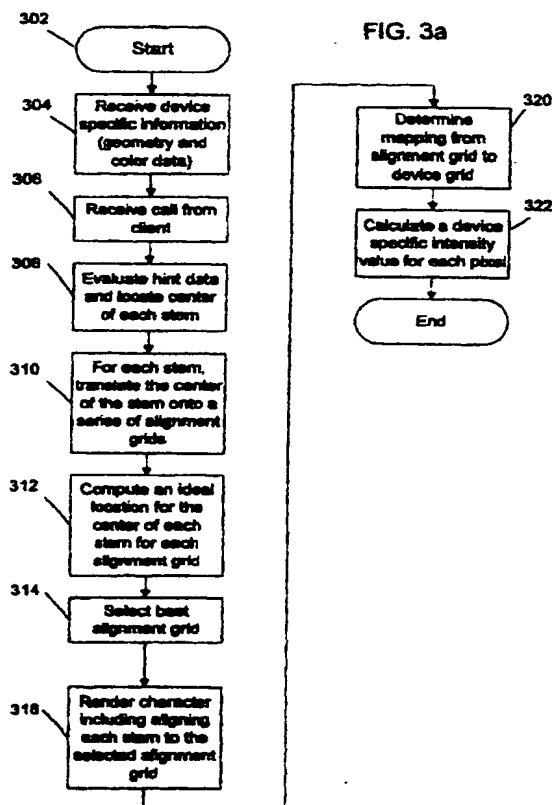 FIG. 3a
302
Start
304
Receive device
specific information
(geometry and
color data)
306
Receive call from
client
308
Evaluate hint data
and locate center
of each stem
310
For each stem,
translate the center
of the stem onto a
series of alignment
grids
312
Compute an ideal
location for the
center of each
stem for each
alignment grid
314
Select best
alignment grid
318
Render character
including aligning
each stem to the
selected alignment
grid
320
Determine
mapping from
alignment grid to
device grid
322
Calculate a device
specific intensity
value for each pixel
End